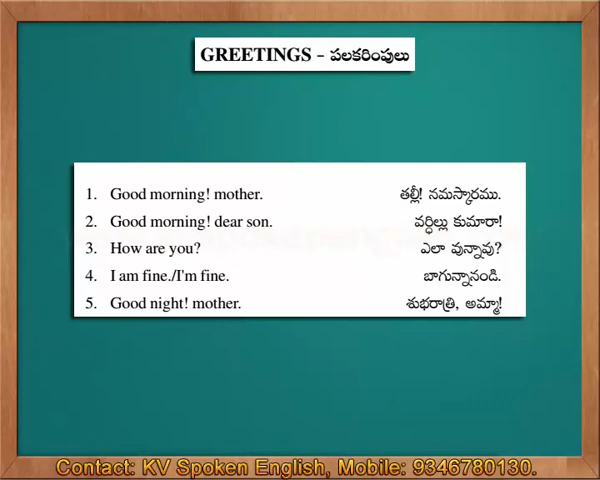 GREETINGS - పలకరింపులు
1. Good morning! mother. తల్లీ! నమస్కారము.
2. Good morning! dear son. వర్ధిల్లు కుమారా!
3. How are you? ఎలా వున్నావు?
4. I am fine./I'm fine. బాగున్నానండి.
5. Good night! mother. శుభరాత్రి, అమ్మా!
Contact: KV Spoken English, Mobile: 9346780130.